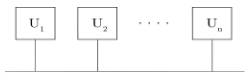 U₁ U₂ . . . . Uₙ